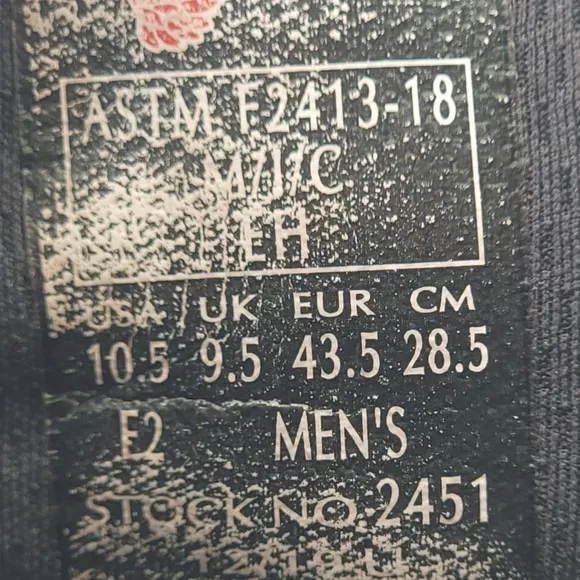 ASTM F2413-18
M/I/C
EH
USA UK EUR CM
10.5 9.5 43.5 28.5
E2 MEN'S
STOCK NO. 2451